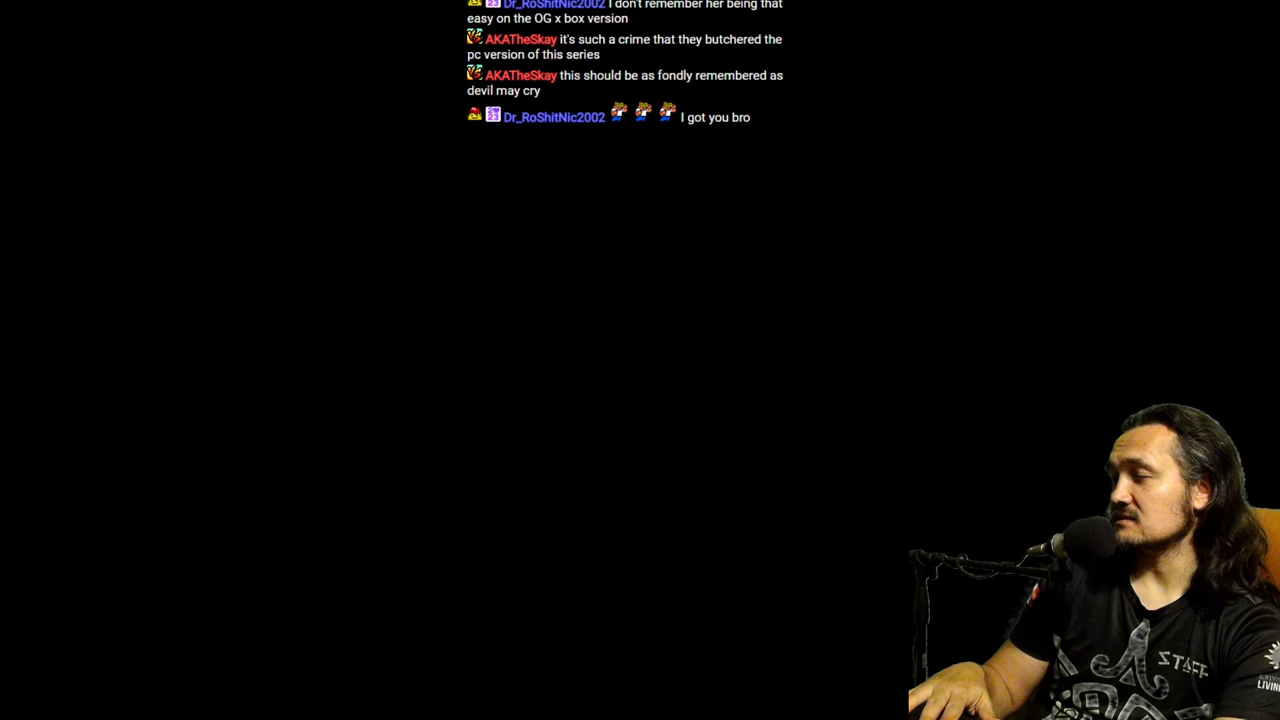 Dr_RoShitNic2002 I don't remember her being that
easy on the OG x box version
AKATheSkay it's such a crime that they butchered the
pc version of this series
AKATheSkay this should be as fondly remembered as
devil may cry
23 Dr_RoShitNic2002 I got you bro
STAFF
LIVIN